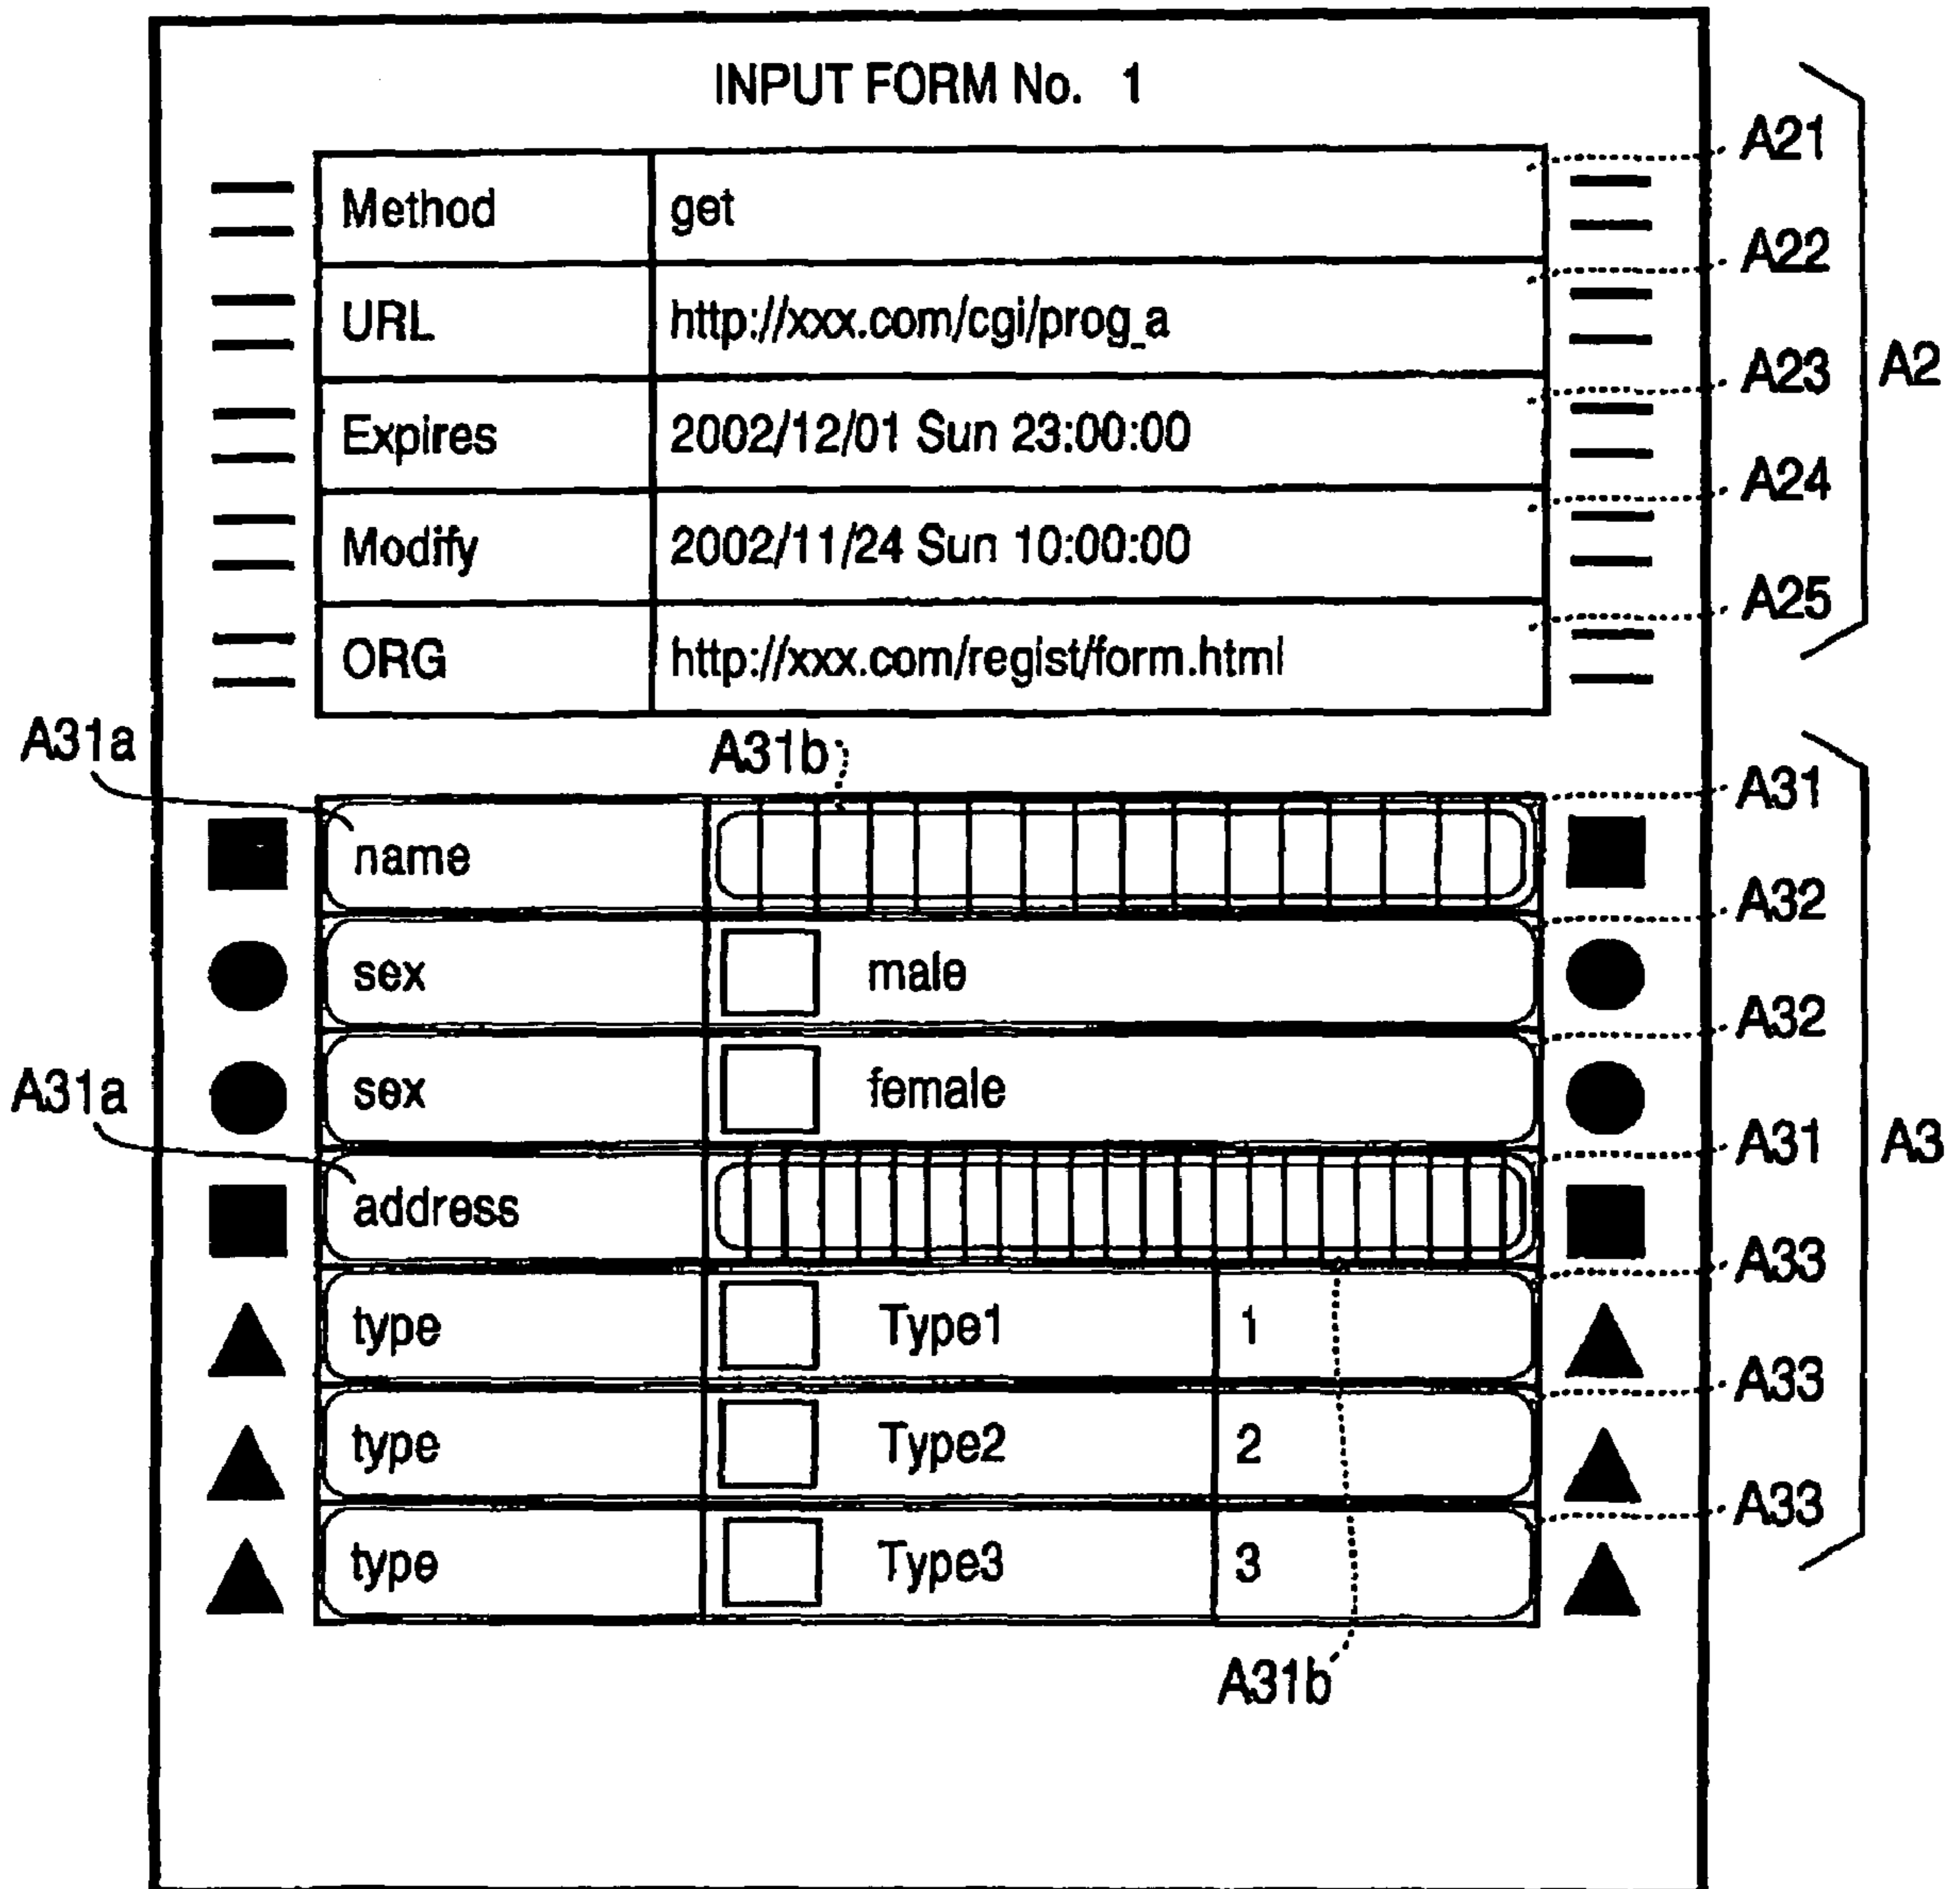 INPUT FORM No. 1
A21
Method get
A22
URL http://xxx.com/cgi/prog_a
A2
A23
Expires 2002/12/01 Sun 23:00:00
A24
Modify 2002/11/24 Sun 10:00:00
A25
ORG http://xxx.com/regist/form.html
A31a
A31b
A31
name
A32
sex male
A32
sex female
A31a
A31
A3
address
A33
type Type1 1
A33
type Type2 2
A33
type Type3 3
A31b